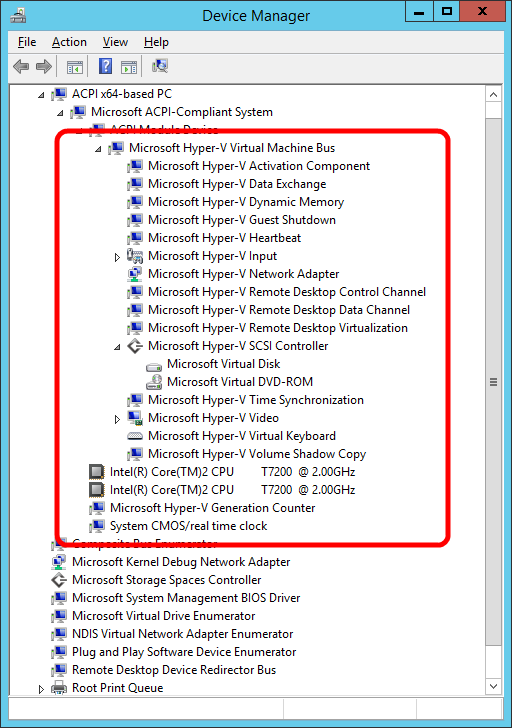 Device Manager
File Action View Help
ACPI x64-based PC
Microsoft ACPI-Compliant System
ACPI Module Device
Microsoft Hyper-V Virtual Machine Bus
Microsoft Hyper-V Activation Component
Microsoft Hyper-V Data Exchange
Microsoft Hyper-V Dynamic Memory
Microsoft Hyper-V Guest Shutdown
Microsoft Hyper-V Heartbeat
Microsoft Hyper-V Input
Microsoft Hyper-V Network Adapter
Microsoft Hyper-V Remote Desktop Control Channel
Microsoft Hyper-V Remote Desktop Data Channel
Microsoft Hyper-V Remote Desktop Virtualization
Microsoft Hyper-V SCSI Controller
Microsoft Virtual Disk
Microsoft Virtual DVD-ROM
Microsoft Hyper-V Time Synchronization
Microsoft Hyper-V Video
Microsoft Hyper-V Virtual Keyboard
Microsoft Hyper-V Volume Shadow Copy
Intel(R) Core(TM)2 CPU T7200 @ 2.00GHz
Intel(R) Core(TM)2 CPU T7200 @ 2.00GHz
Microsoft Hyper-V Generation Counter
System CMOS/real time clock
Composite Bus Enumerator
Microsoft Kernel Debug Network Adapter
Microsoft Storage Spaces Controller
Microsoft System Management BIOS Driver
Microsoft Virtual Drive Enumerator
NDIS Virtual Network Adapter Enumerator
Plug and Play Software Device Enumerator
Remote Desktop Device Redirector Bus
Root Print Queue